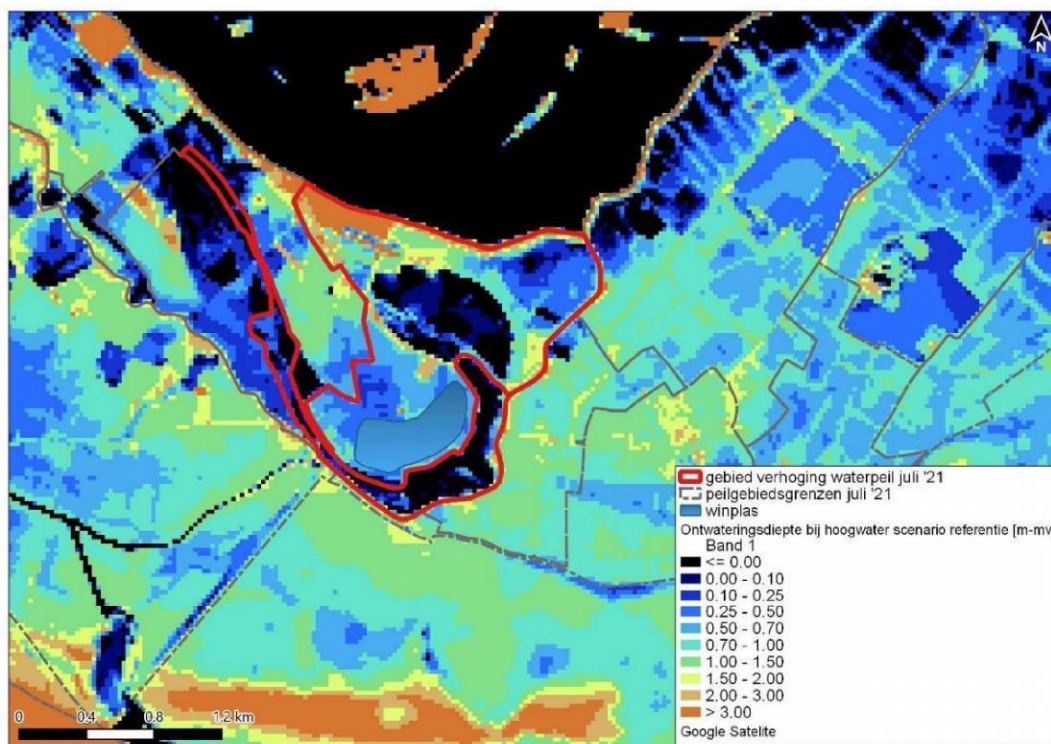 N
gebied verhoging waterpeil juli '21
peilgebiedsgrenzen juli '21
winplas
Ontwateringsdiepte bij hoogwater scenario referentie [m-mv
Band 1
<= 0.00
0.00 - 0.10
0.10 - 0.25
0.25 - 0.50
0.50 - 0.70
0.70 - 1.00
1.00 - 1.50
1.50 - 2.00
2.00 - 3.00
> 3.00
Google Satelite
0 0.4 0.8 1.2 km